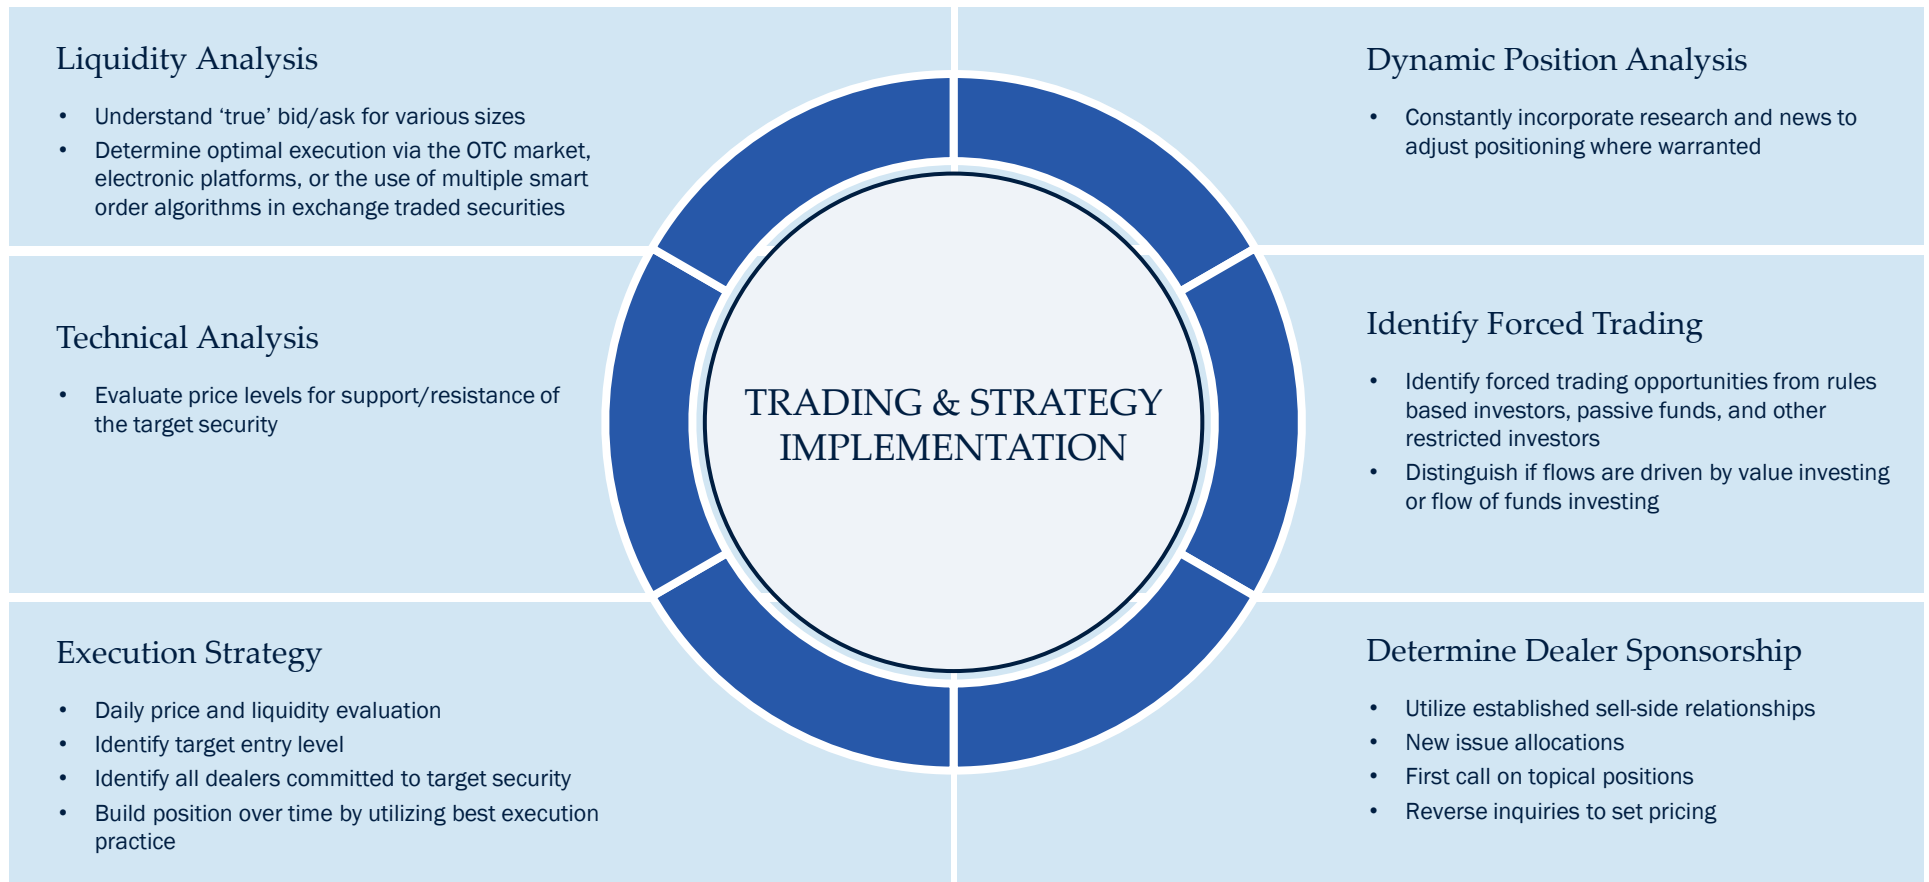 Liquidity Analysis
• Understand ‘true’ bid/ask for various sizes
• Determine optimal execution via the OTC market,
electronic platforms, or the use of multiple smart
order algorithms in exchange traded securities
Technical Analysis
• Evaluate price levels for support/resistance of
the target security
Execution Strategy
• Daily price and liquidity evaluation
• Identify target entry level
• Identify all dealers committed to target security
• Build position over time by utilizing best execution
practice
TRADING & STRATEGY
IMPLEMENTATION
Dynamic Position Analysis
• Constantly incorporate research and news to
adjust positioning where warranted
Identify Forced Trading
• Identify forced trading opportunities from rules
based investors, passive funds, and other
restricted investors
• Distinguish if flows are driven by value investing
or flow of funds investing
Determine Dealer Sponsorship
• Utilize established sell-side relationships
• New issue allocations
• First call on topical positions
• Reverse inquiries to set pricing